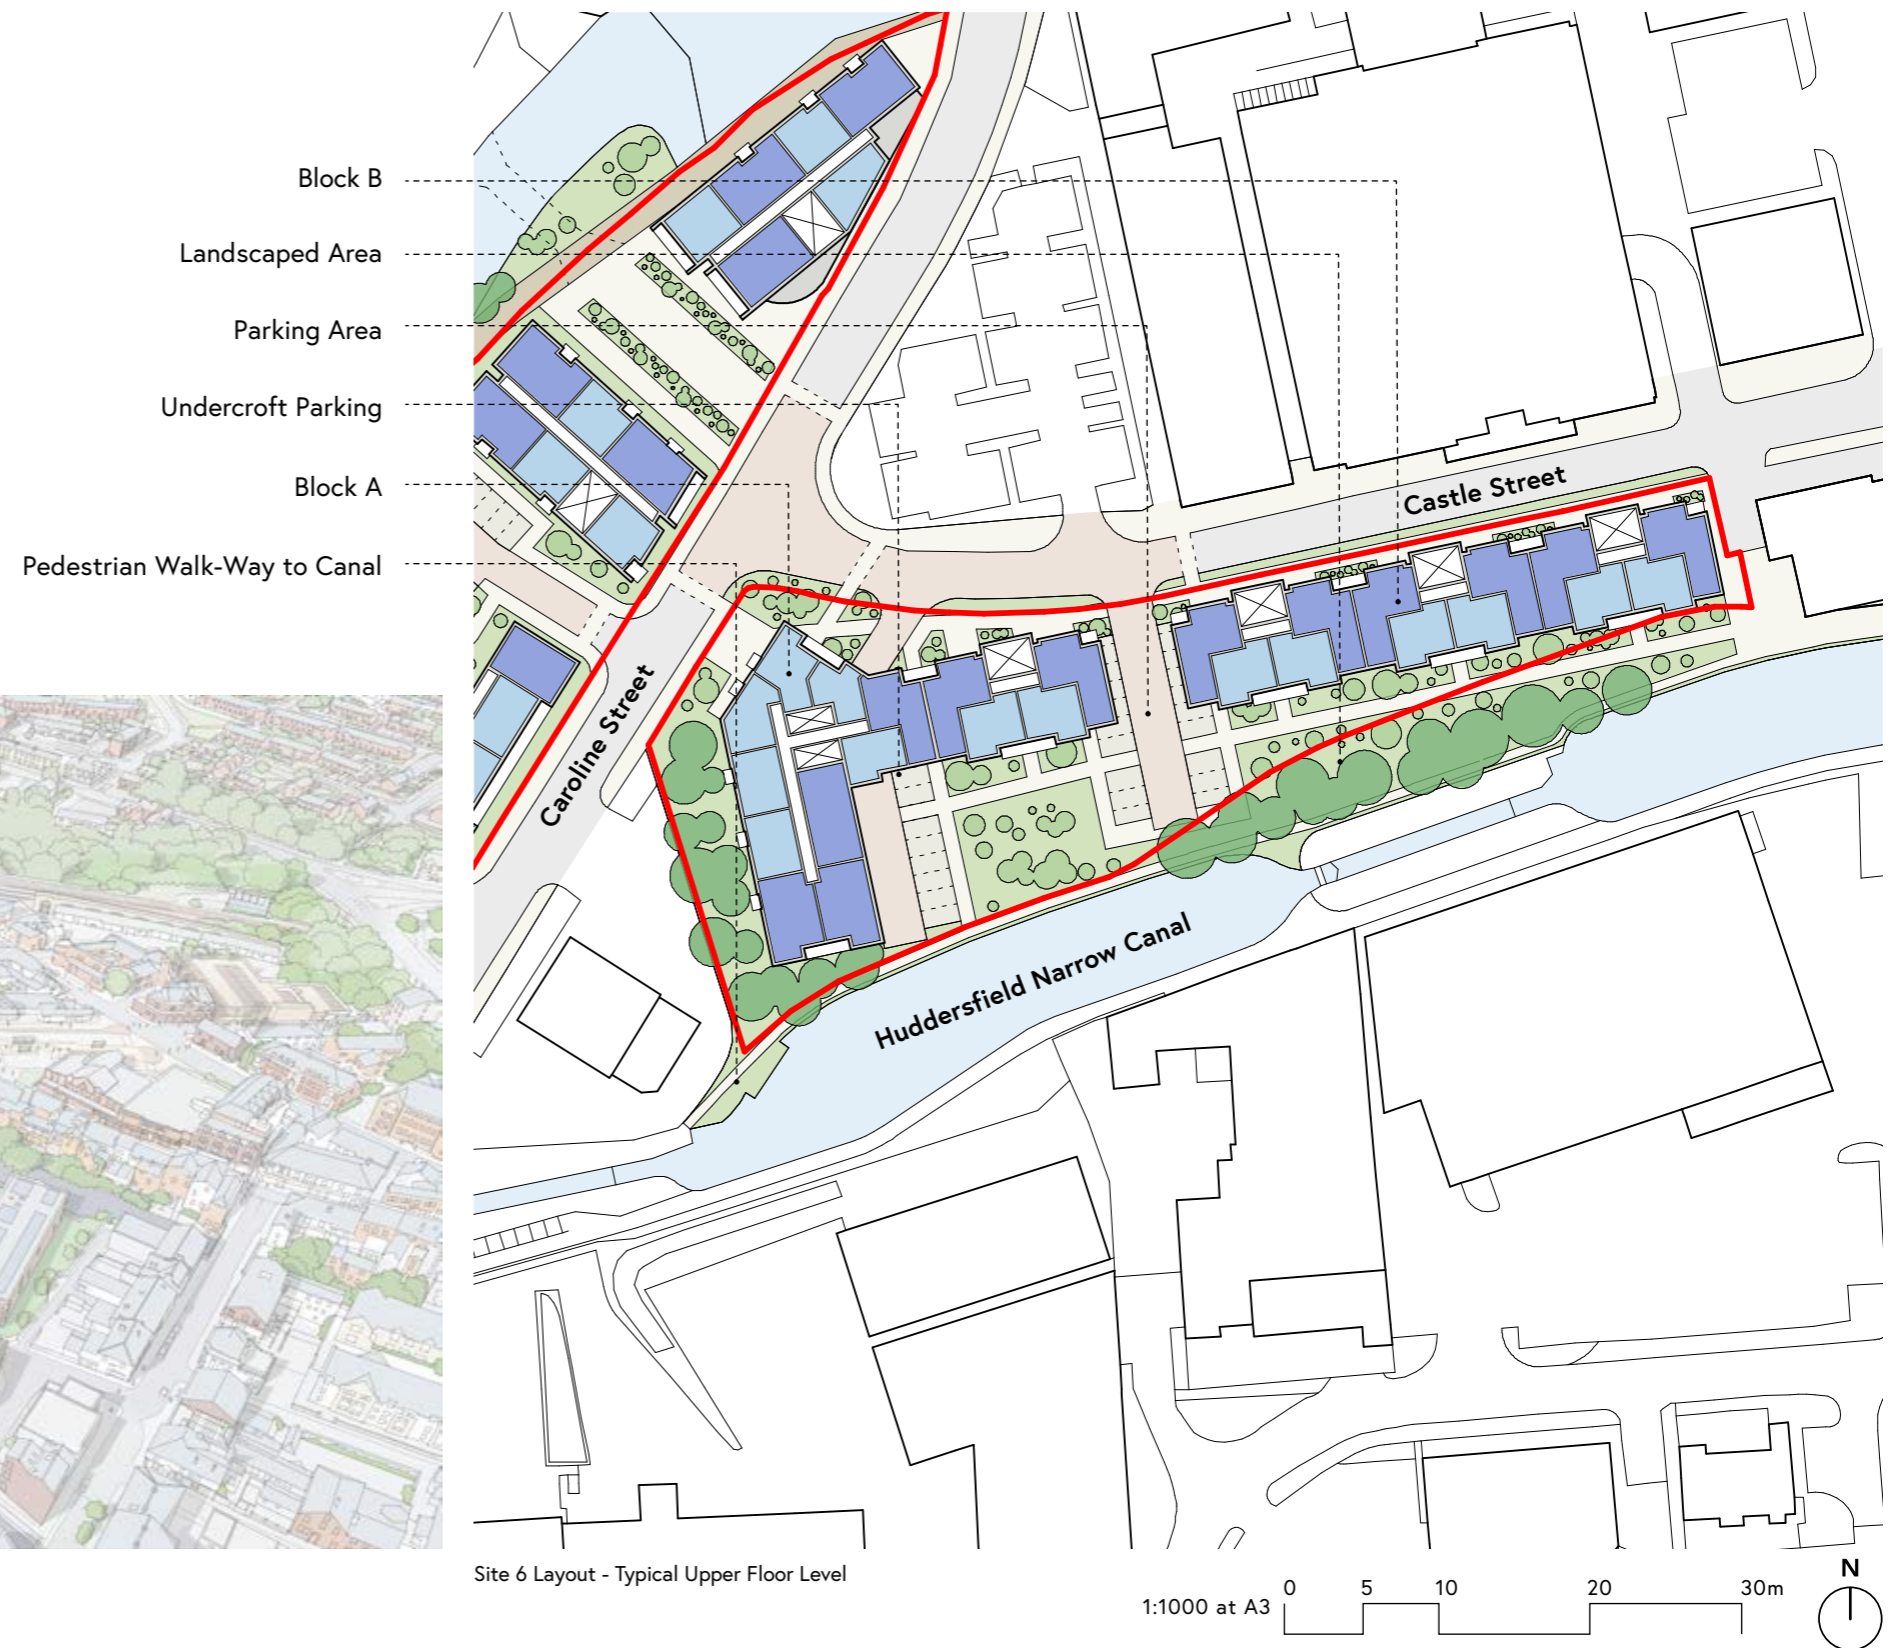 Block B
Landscaped Area
Parking Area
Undercroft Parking
Block A
Pedestrian Walk-Way to Canal
Castle Street
Caroline Street
Huddersfield Narrow Canal
Site 6 Layout - Typical Upper Floor Level
1:1000 at A3
0 5 10 20 30m
N